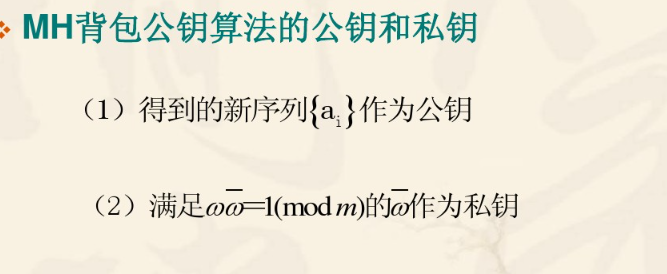 MH背包公钥算法的公钥和私钥
（1）得到的新序列{aᵢ}作为公钥
（2）满足ωω̅=1(mod m)的ω̅作为私钥